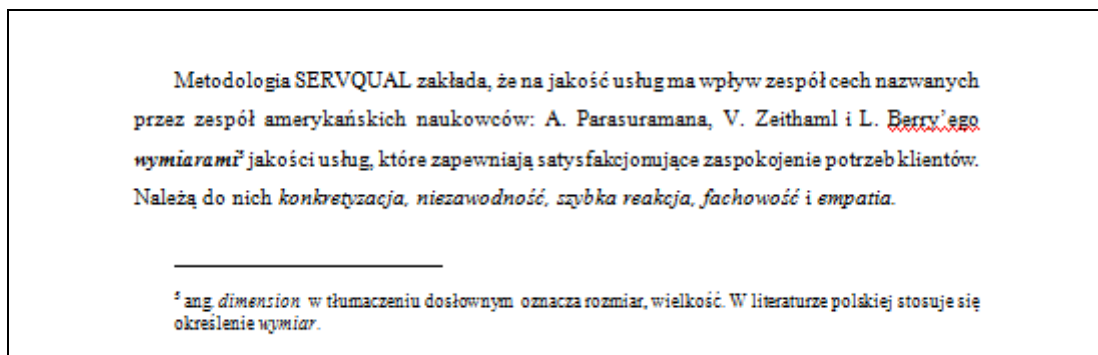 Metodologia SERVQUAL zakłada, że na jakość usług ma wpływ zespół cech nazwanych
przez zespół amerykańskich naukowców: A. Parasuramana, V. Zeithaml i L. Berry’ego
wymiarami⁵ jakości usług, które zapewniają satysfakcjonujące zaspokojenie potrzeb klientów.
Należą do nich konkretyzacja, niezawodność, szybka reakcja, fachowość i empatia.
⁵ ang. dimension w tłumaczeniu dosłownym oznacza rozmiar, wielkość. W literaturze polskiej stosuje się
określenie wymiar.